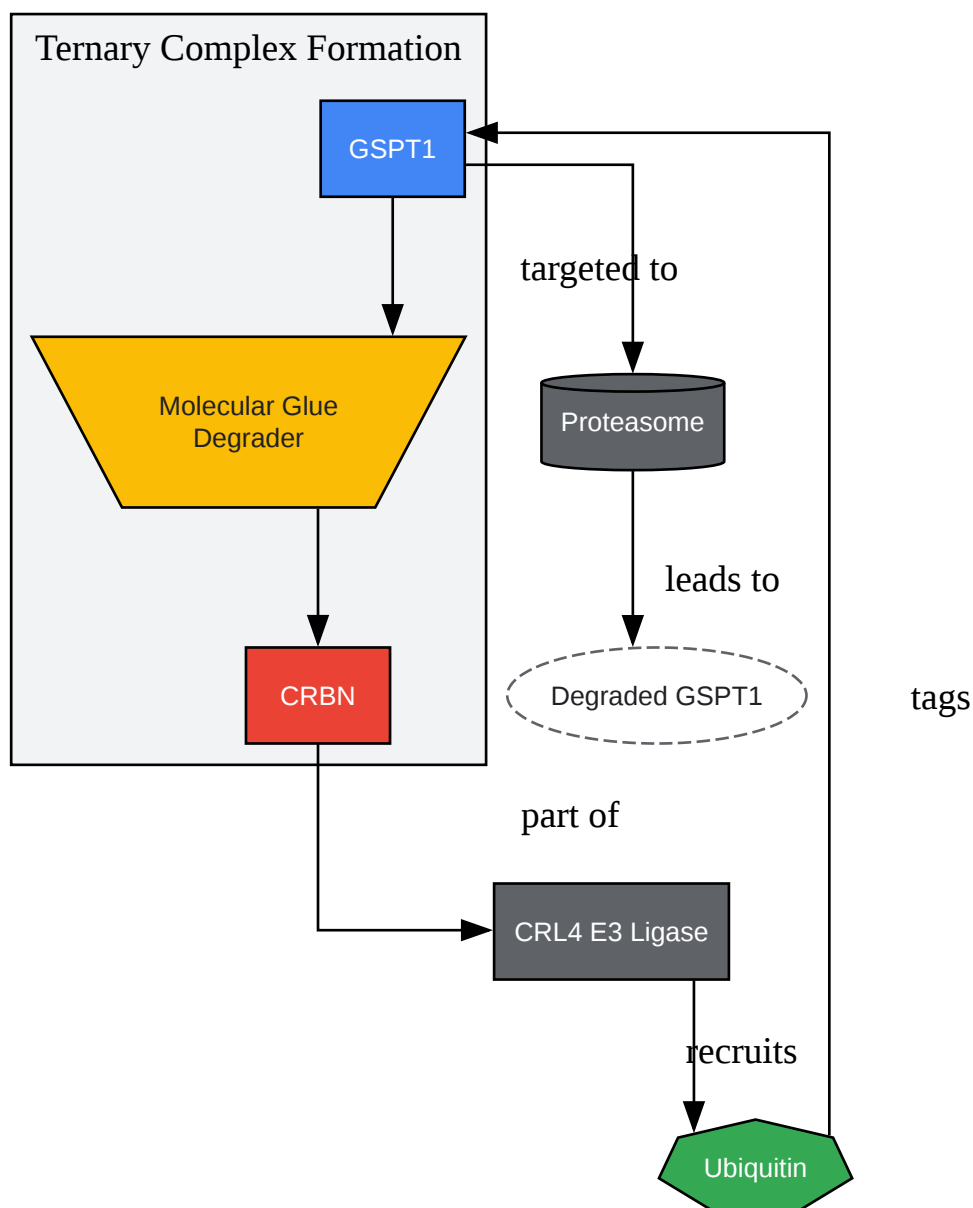 Ternary Complex Formation
GSPT1
targeted to
Molecular Glue
Degrader
Proteasome
leads to
CRBN
Degraded GSPT1
tags
part of
CRL4 E3 Ligase
recruits
Ubiquitin